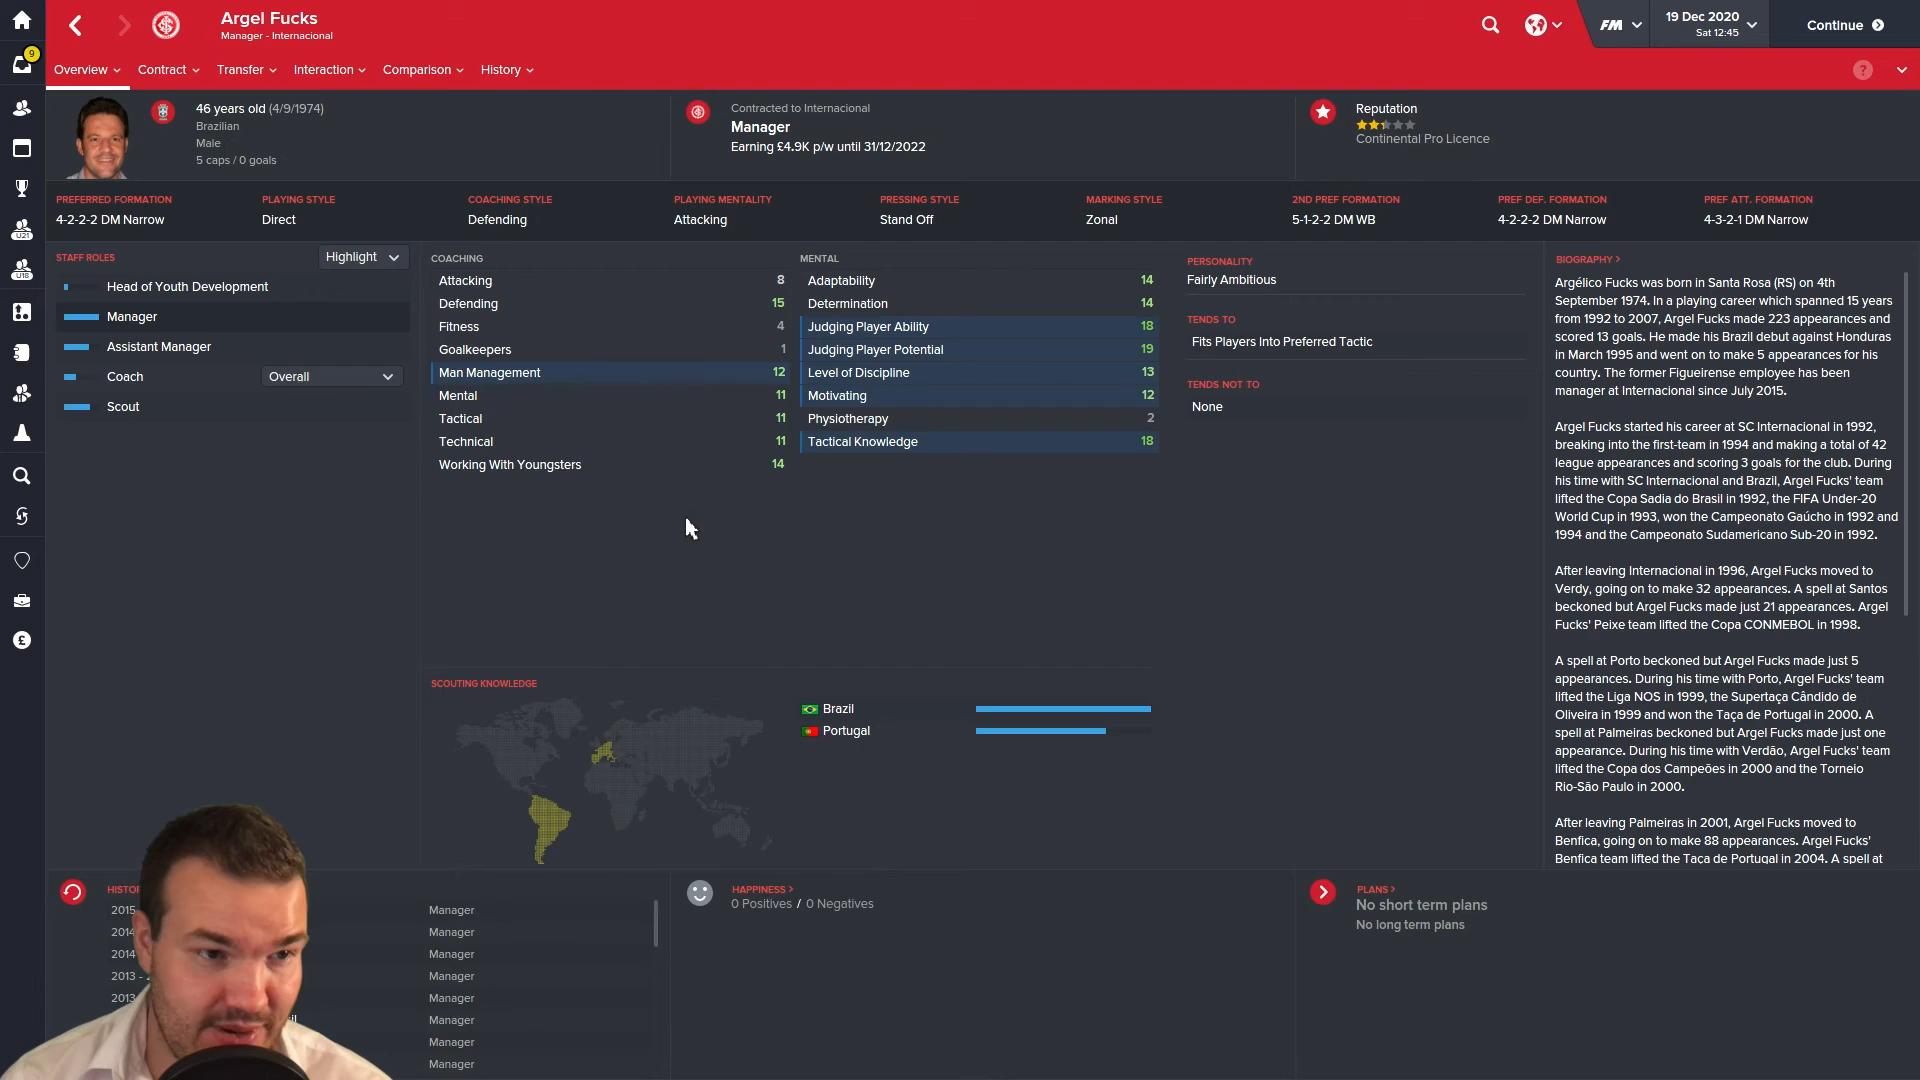 Argel Fucks
Manager - Internacional
FM
19 Dec 2020
Sat 12:45
Continue
9
Overview
Contract
Transfer
Interaction
Comparison
History
?
46 years old (4/9/1974)
Brazilian
Male
5 caps / 0 goals
Contracted to Internacional
Manager
Earning £4.9K p/w until 31/12/2022
Reputation
Continental Pro Licence
PREFERRED FORMATION
4-2-2-2 DM Narrow
PLAYING STYLE
Direct
COACHING STYLE
Defending
PLAYING MENTALITY
Attacking
PRESSING STYLE
Stand Off
MARKING STYLE
Zonal
2ND PREF FORMATION
5-1-2-2 DM WB
PREF DEF. FORMATION
4-2-2-2 DM Narrow
PREF ATT. FORMATION
4-3-2-1 DM Narrow
U21
U18
£
STAFF ROLES
Highlight
Head of Youth Development
Manager
Assistant Manager
Coach
Overall
Scout
COACHING
Attacking 8
Defending 15
Fitness 4
Goalkeepers 1
Man Management 12
Mental 11
Tactical 11
Technical 11
Working With Youngsters 14
MENTAL
Adaptability 14
Determination 14
Judging Player Ability 18
Judging Player Potential 19
Level of Discipline 13
Motivating 12
Physiotherapy 2
Tactical Knowledge 18
PERSONALITY
Fairly Ambitious
TENDS TO
Fits Players Into Preferred Tactic
TENDS NOT TO
None
BIOGRAPHY >
Argélico Fucks was born in Santa Rosa (RS) on 4th
September 1974. In a playing career which spanned 15 years
from 1992 to 2007, Argel Fucks made 223 appearances and
scored 13 goals. He made his Brazil debut against Honduras
in March 1995 and went on to make 5 appearances for his
country. The former Figueirense employee has been
manager at Internacional since July 2015.
Argel Fucks started his career at SC Internacional in 1992,
breaking into the first-team in 1994 and making a total of 42
league appearances and scoring 3 goals for the club. During
his time with SC Internacional and Brazil, Argel Fucks' team
lifted the Copa Sadia do Brasil in 1992, the FIFA Under-20
World Cup in 1993, won the Campeonato Gaúcho in 1992 and
1994 and the Campeonato Sudamericano Sub-20 in 1992.
After leaving Internacional in 1996, Argel Fucks moved to
Verdy, going on to make 32 appearances. A spell at Santos
beckoned but Argel Fucks made just 21 appearances. Argel
Fucks' Peixe team lifted the Copa CONMEBOL in 1998.
A spell at Porto beckoned but Argel Fucks made just 5
appearances. During his time with Porto, Argel Fucks' team
lifted the Liga NOS in 1999, the Supertaça Cândido de
Oliveira in 1999 and won the Taça de Portugal in 2000. A
spell at Palmeiras beckoned but Argel Fucks made just one
appearance. During his time with Verdão, Argel Fucks' team
lifted the Copa dos Campeões in 2000 and the Torneio
Rio-São Paulo in 2000.
After leaving Palmeiras in 2001, Argel Fucks moved to
Benfica, going on to make 88 appearances. Argel Fucks'
Benfica team lifted the Taça de Portugal in 2004. A spell at
SCOUTING KNOWLEDGE
Brazil
Portugal
HISTO
2015 Manager
2014 Manager
2014 Manager
2013 - Manager
2013 Manager
il Manager
Manager
Manager
HAPPINESS >
0 Positives / 0 Negatives
PLANS >
No short term plans
No long term plans